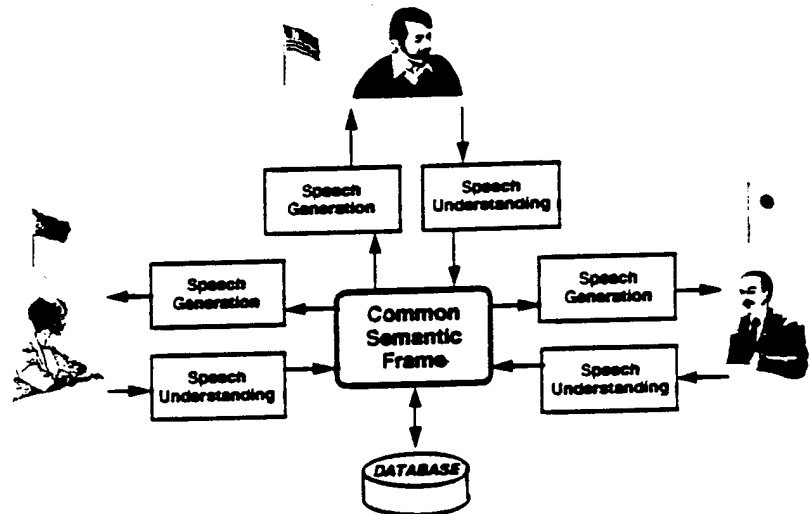 Speech
Generation
Speech
Understanding
Speech
Generation
Speech
Generation
Common
Semantic
Frame
Speech
Understanding
Speech
Understanding
DATABASE